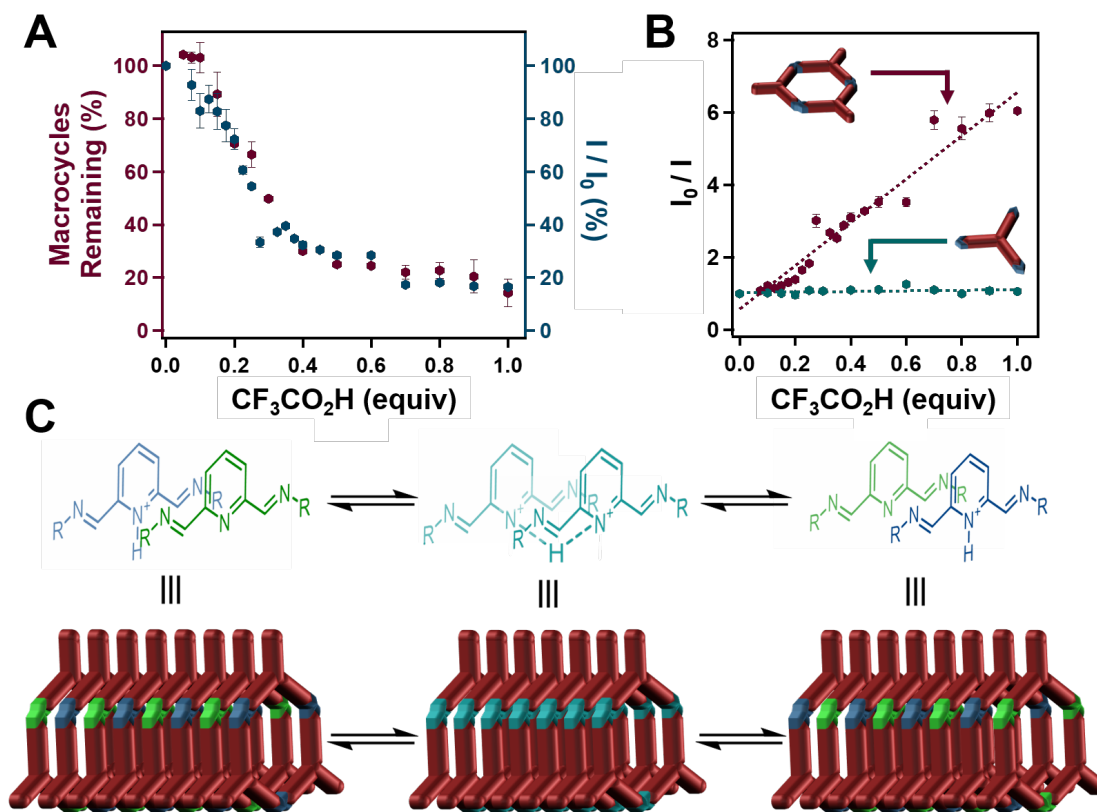 A
Macrocycles
Remaining (%)
100
80
60
40
20
0
100
80
60
40
20
0
I / I₀ (%)
0.0 0.2 0.4 0.6 0.8 1.0
CF₃CO₂H (equiv)
B
I₀ / I
8
6
4
2
0
0.0 0.2 0.4 0.6 0.8 1.0
CF₃CO₂H (equiv)
C
R N N⁺ H N R R N N N R
R N N N R R N H N⁺ N R
R N N N R R N N⁺ H N R